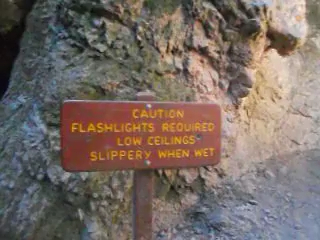 CAUTION
FLASHLIGHTS REQUIRED
LOW CEILINGS
SLIPPERY WHEN WET